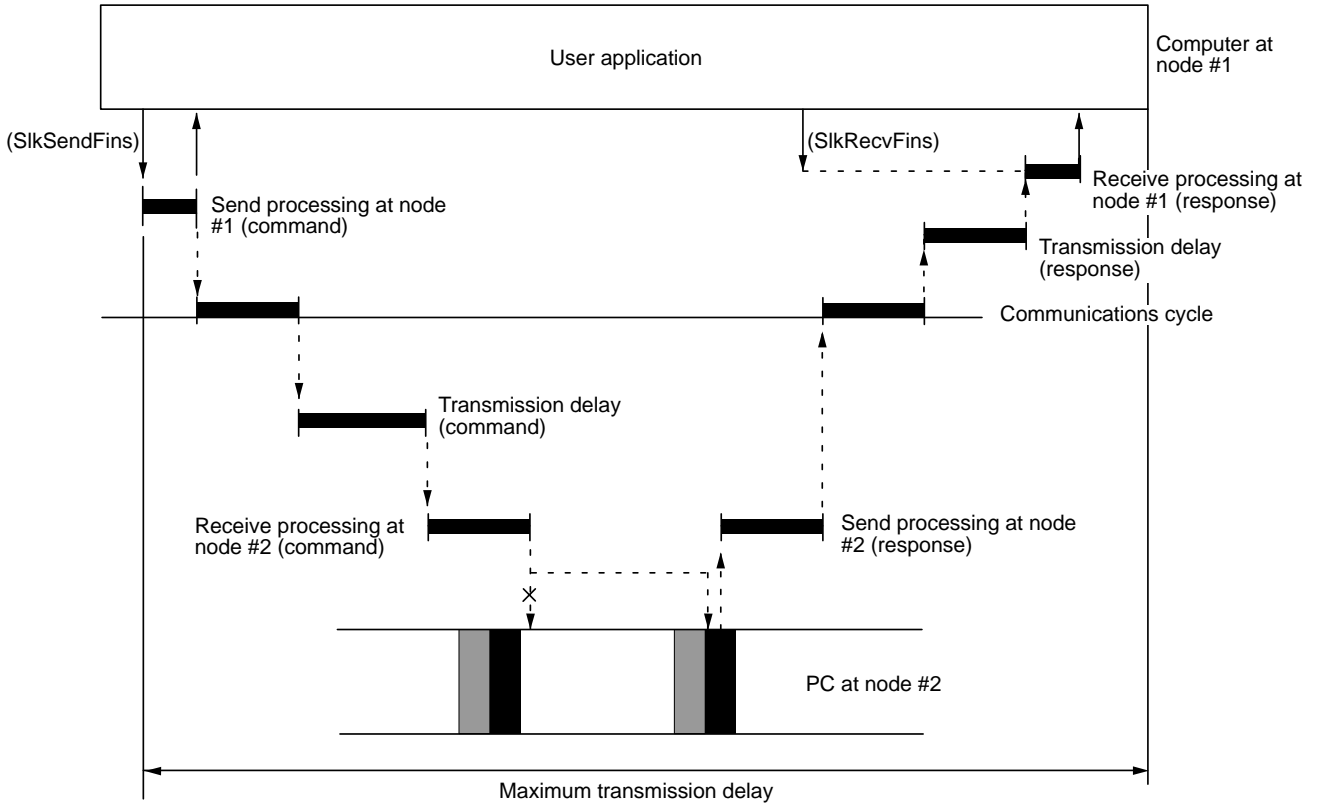 User application
Computer at
node #1
(SlkSendFins)
(SlkRecvFins)
Receive processing at
node #1 (response)
Send processing at node
#1 (command)
Transmission delay
(response)
Communications cycle
Transmission delay
(command)
Receive processing at
node #2 (command)
Send processing at node
#2 (response)
PC at node #2
Maximum transmission delay